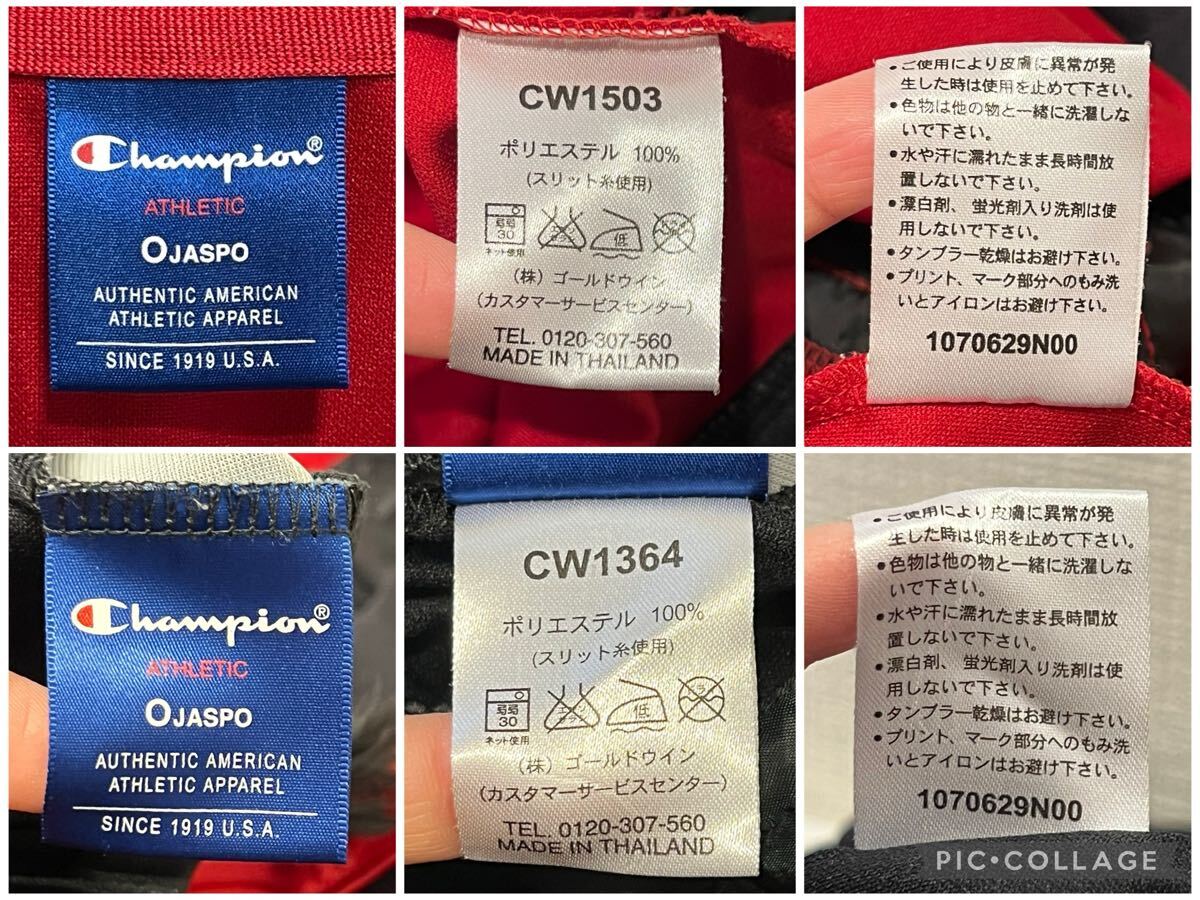 Champion®
ATHLETIC
OJASPO
AUTHENTIC AMERICAN
ATHLETIC APPAREL
SINCE 1919 U.S.A.
CW1503
ポリエステル 100%
(スリット糸使用)
弱
30
低
ネット使用
(株) ゴールドウイン
(カスタマーサービスセンター)
TEL. 0120-307-560
MADE IN THAILAND
•ご使用により皮膚に異常が発
生した時は使用を止めて下さい。
•色物は他の物と一緒に洗濯しな
いで下さい。
•水や汗に濡れたまま長時間放
置しないで下さい。
•漂白剤、蛍光剤入り洗剤は使
用しないで下さい。
•タンブラー乾燥はお避け下さい。
•プリント、マーク部分へのもみ洗
いとアイロンはお避け下さい。
1070629N00
Champion®
ATHLETIC
OJASPO
AUTHENTIC AMERICAN
ATHLETIC APPAREL
SINCE 1919 U.S.A.
CW1364
ポリエステル 100%
(スリット糸使用)
弱
30
低
ネット使用
(株) ゴールドウイン
(カスタマーサービスセンター)
TEL. 0120-307-560
MADE IN THAILAND
•ご使用により皮膚に異常が発
生した時は使用を止めて下さい。
•色物は他の物と一緒に洗濯しな
いで下さい。
•水や汗に濡れたまま長時間放
置しないで下さい。
•漂白剤、蛍光剤入り洗剤は使
用しないで下さい。
•タンブラー乾燥はお避け下さい。
•プリント、マーク部分へのもみ洗
いとアイロンはお避け下さい。
1070629N00
PIC•COLLAGE